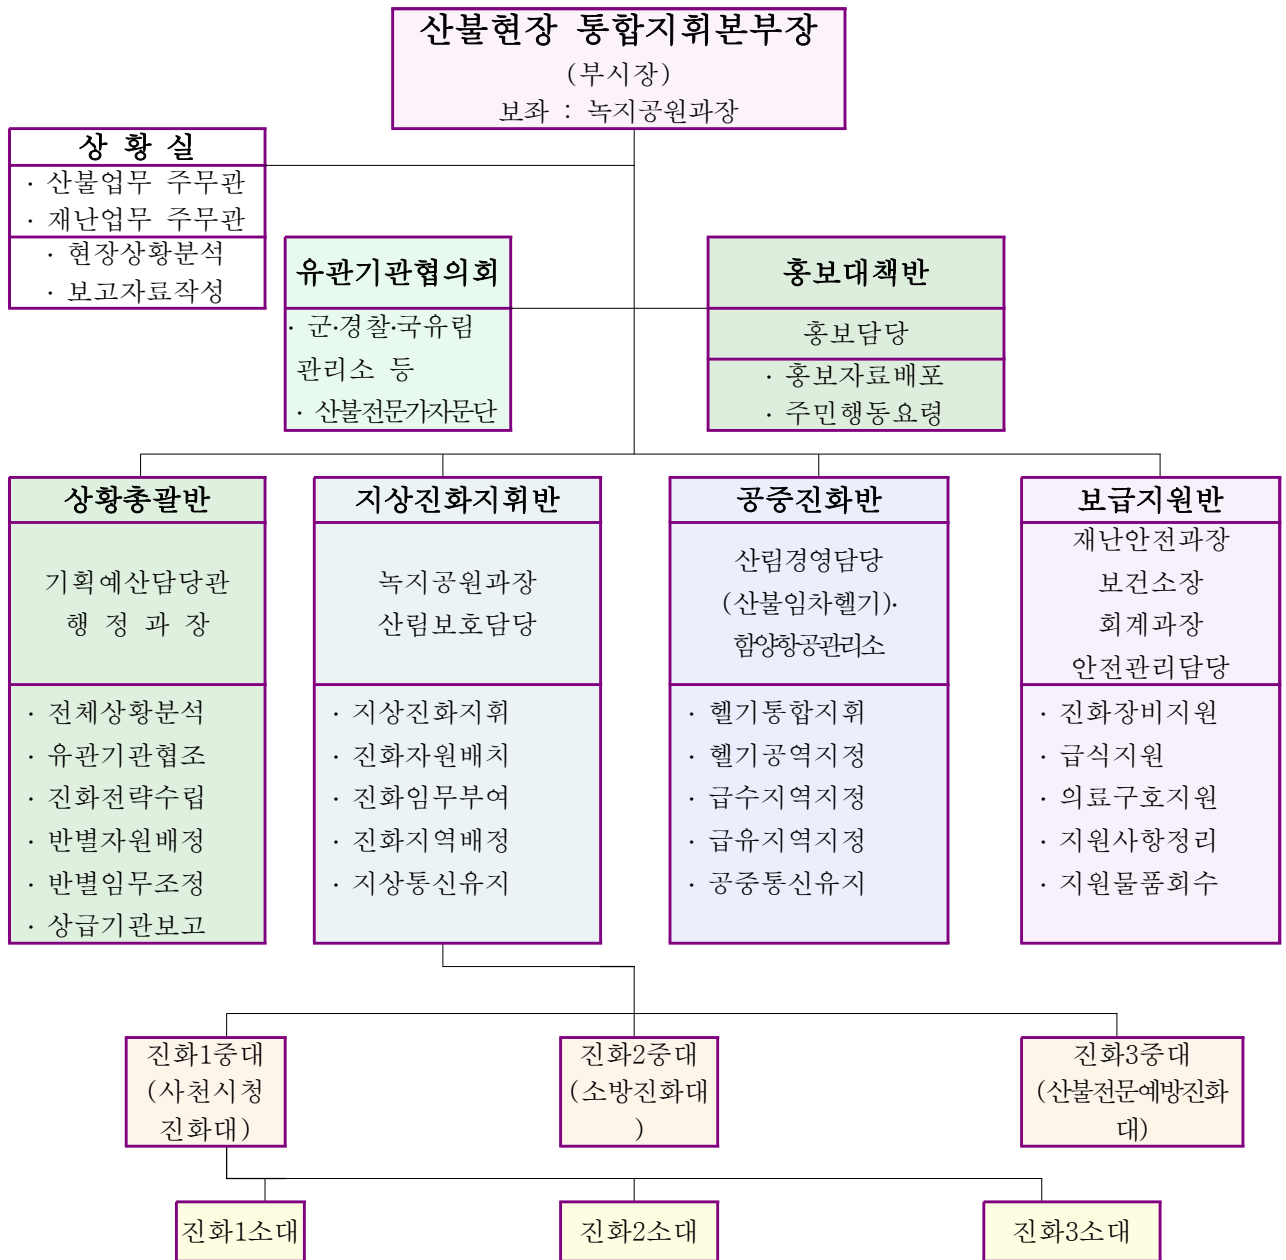 산불현장 통합지휘본부장
(부시장)
보좌 : 녹지공원과장
상 황 실
· 산불업무 주무관
· 재난업무 주무관
· 현장상황분석
· 보고자료작성
유관기관협의회
· 군·경찰·국유림
관리소 등
· 산불전문가자문단
홍보대책반
홍보담당
· 홍보자료배포
· 주민행동요령
상황총괄반
기획예산담당관
행 정 과 장
· 전체상황분석
· 유관기관협조
· 진화전략수립
· 반별자원배정
· 반별임무조정
· 상급기관보고
지상진화지휘반
녹지공원과장
산림보호담당
· 지상진화지휘
· 진화자원배치
· 진화임무부여
· 진화지역배정
· 지상통신유지
공중진화반
산림경영담당
(산불임차헬기)·
함양항공관리소
· 헬기통합지휘
· 헬기공역지정
· 급수지역지정
· 급유지역지정
· 공중통신유지
보급지원반
재난안전과장
보건소장
회계과장
안전관리담당
· 진화장비지원
· 급식지원
· 의료구호지원
· 지원사항정리
· 지원물품회수
진화1중대
(사천시청
진화대)
진화2중대
(소방진화대
)
진화3중대
(산불전문예방진화
대)
진화1소대
진화2소대
진화3소대